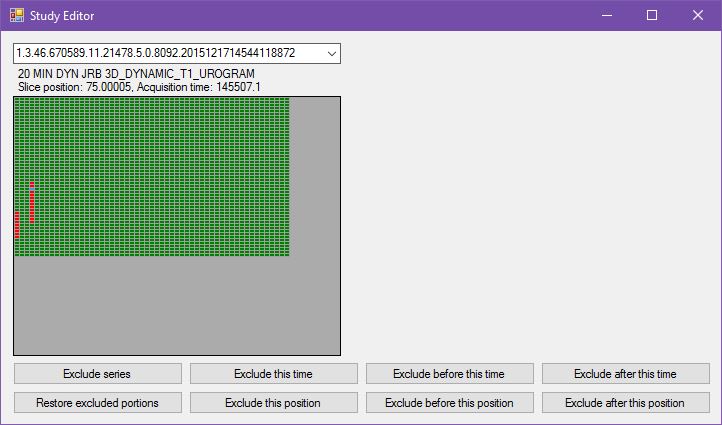 Study Editor
1.3.46.670589.11.21478.5.0.8092.2015121714544118872
20 MIN DYN JRB 3D_DYNAMIC_T1_UROGRAM
Slice position: 75.00005, Acquisition time: 145507.1
Exclude series
Exclude this time
Exclude before this time
Exclude after this time
Restore excluded portions
Exclude this position
Exclude before this position
Exclude after this position